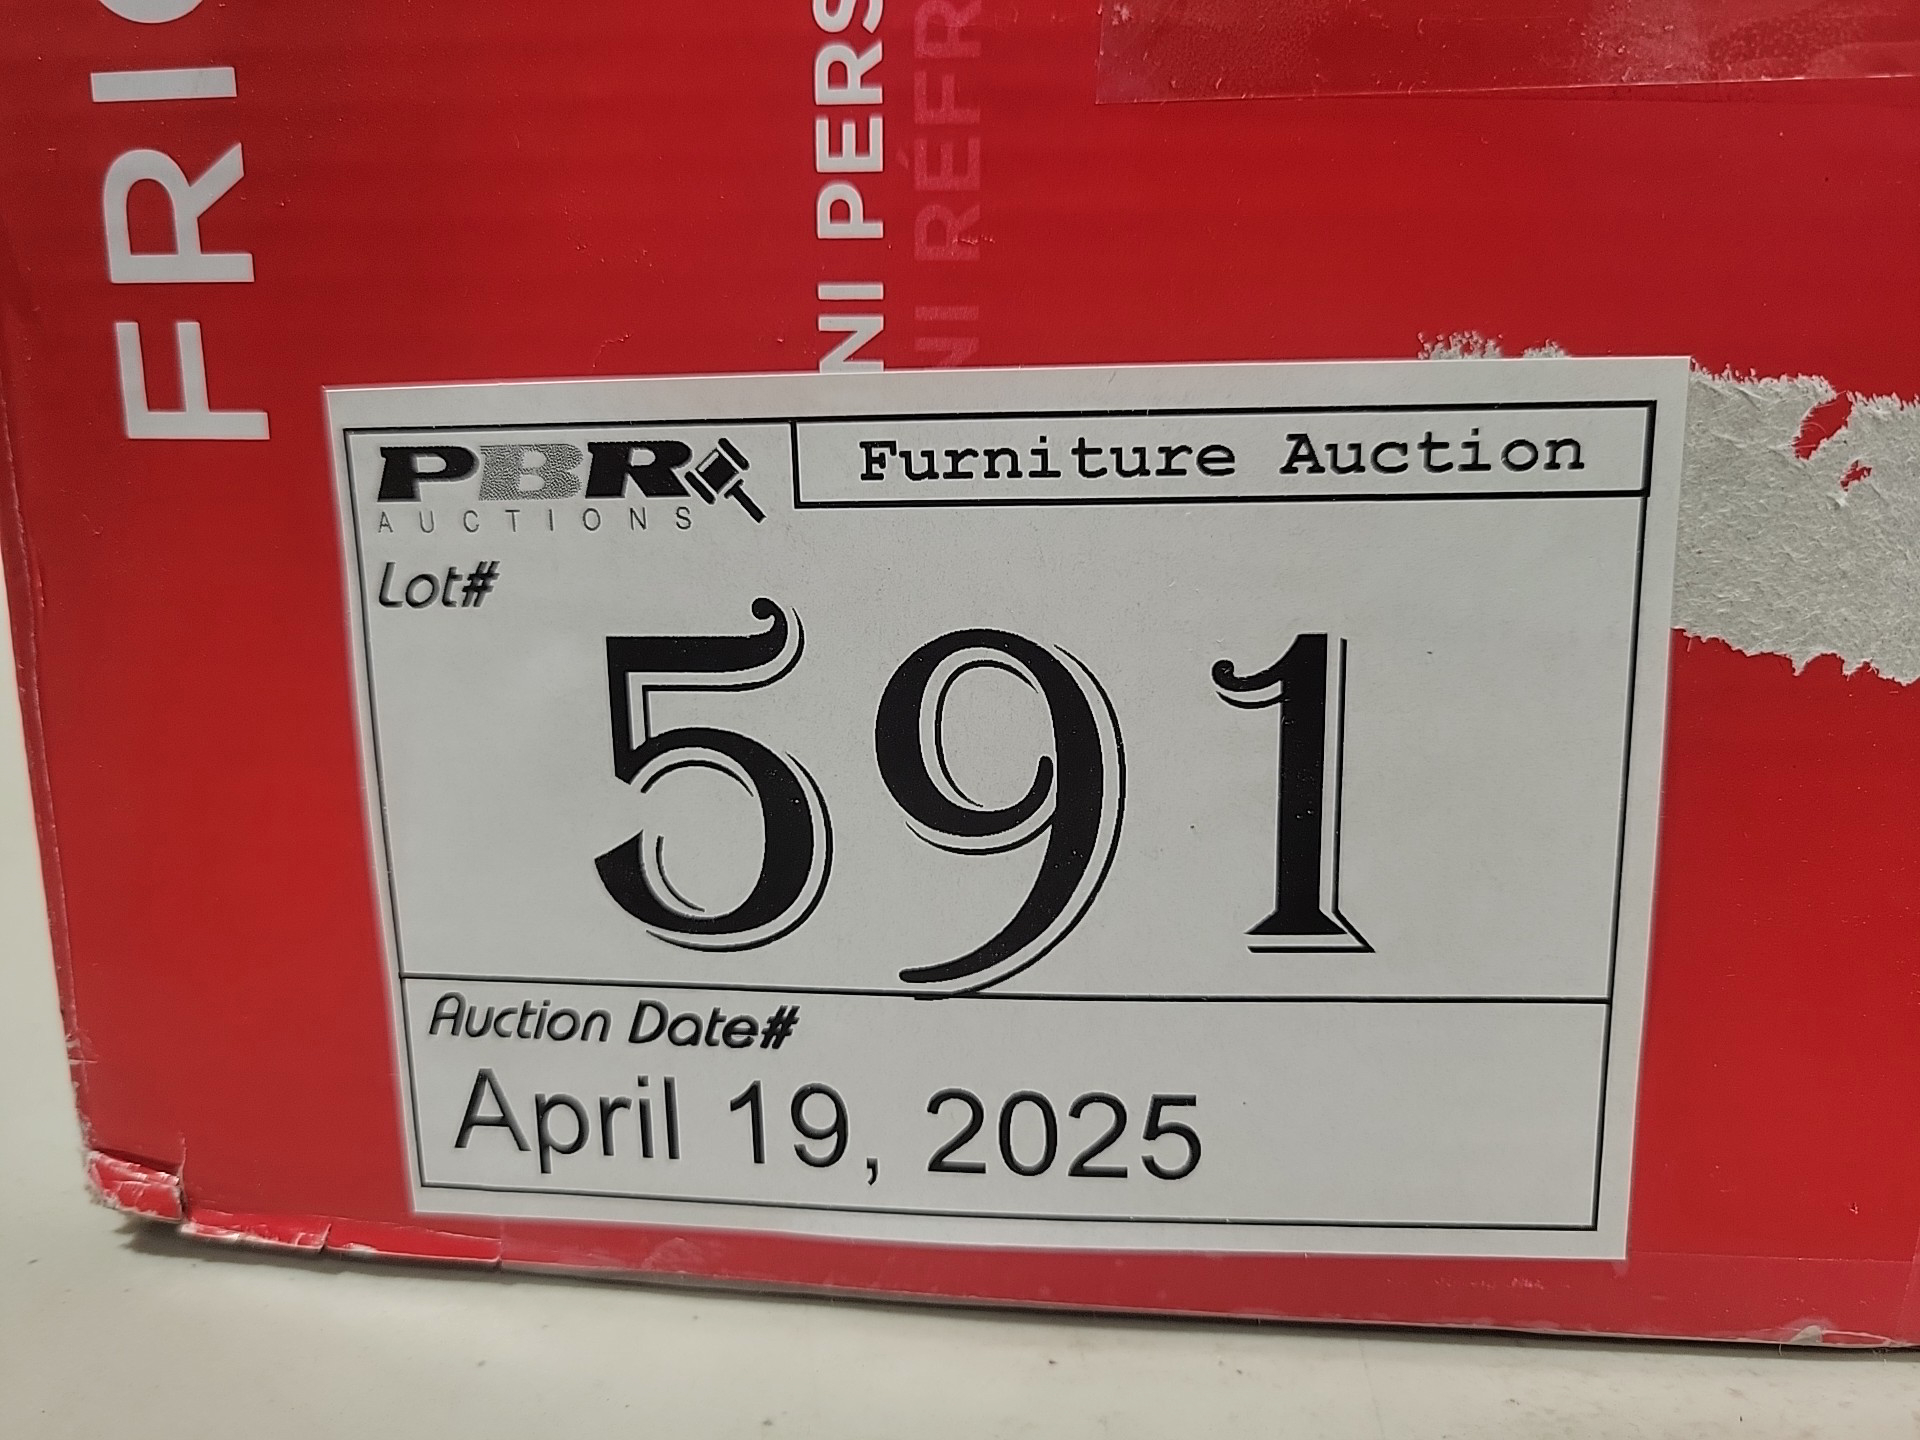 FRI
NI PERS
NI RÉFR
PBR
AUCTIONS
Furniture Auction
Lot#
591
Auction Date#
April 19, 2025